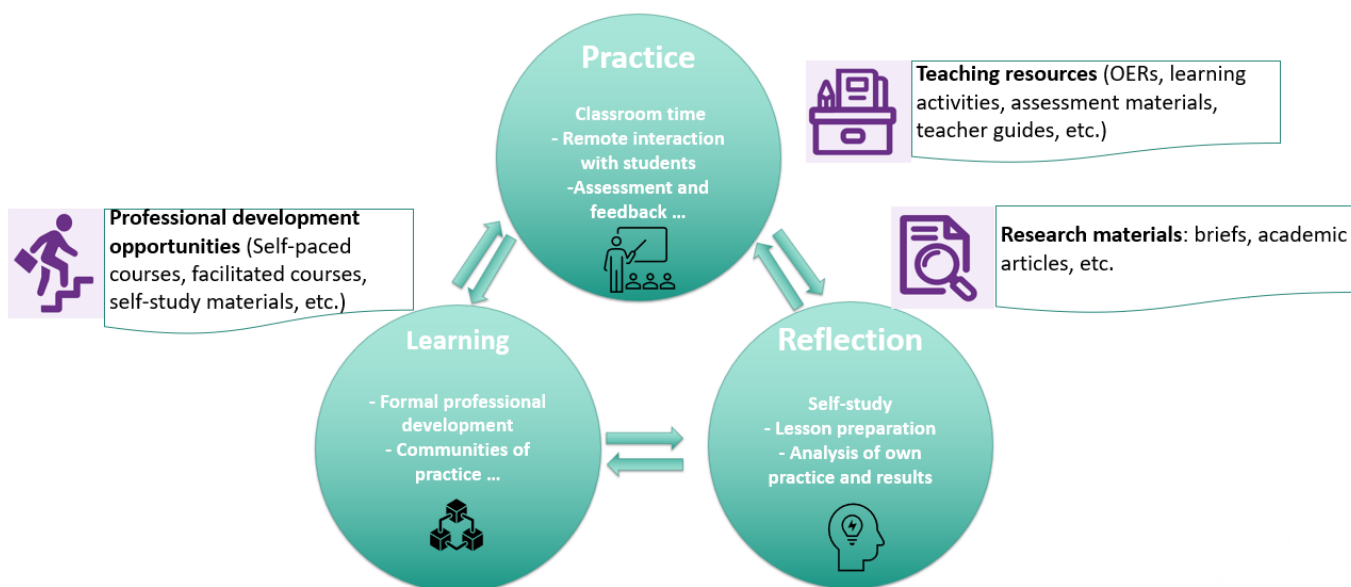 Practice
Classroom time
- Remote interaction
with students
-Assessment and
feedback ...
Teaching resources (OERs, learning
activities, assessment materials,
teacher guides, etc.)
Professional development
opportunities (Self-paced
courses, facilitated courses,
self-study materials, etc.)
Research materials: briefs, academic
articles, etc.
Learning
- Formal professional
development
- Communities of
practice ...
Reflection
Self-study
- Lesson preparation
- Analysis of own
practice and results